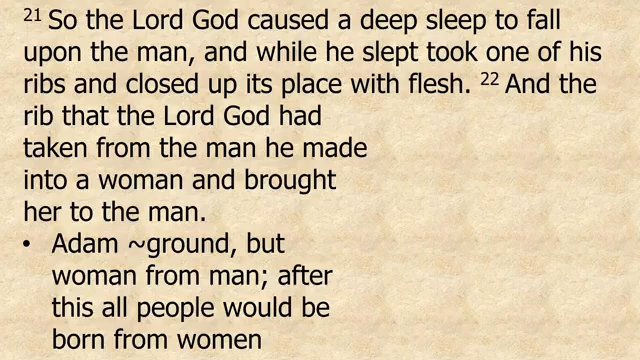 21 So the Lord God caused a deep sleep to fall
upon the man, and while he slept took one of his
ribs and closed up its place with flesh. 22 And the
rib that the Lord God had
taken from the man he made
into a woman and brought
her to the man.
• Adam ~ground, but
woman from man; after
this all people would be
born from women